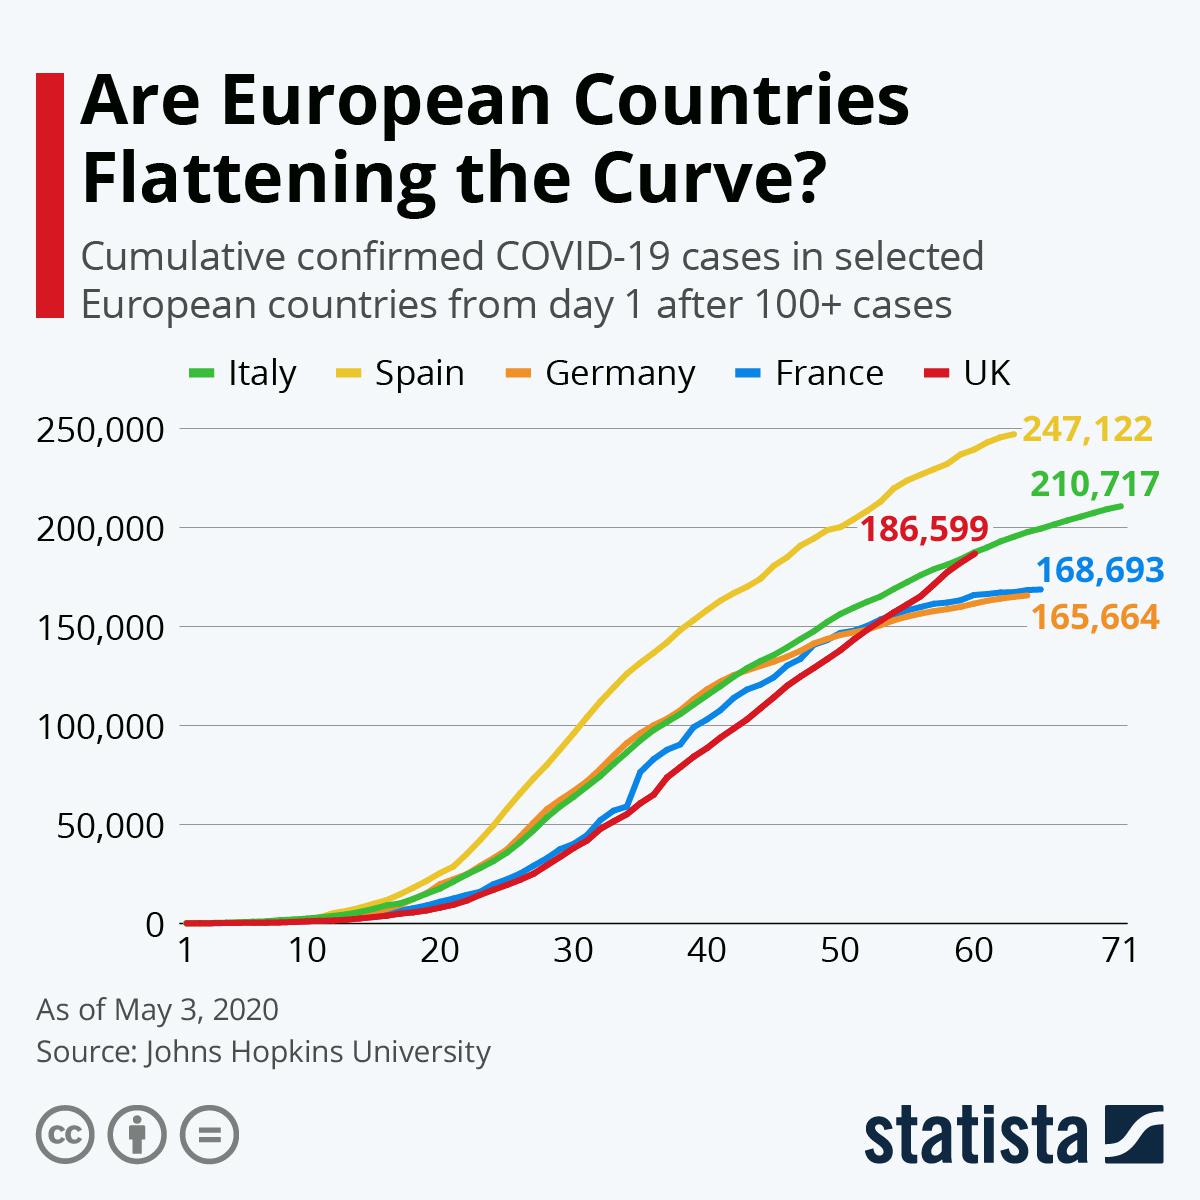 Are European Countries
Flattening the Curve?
Cumulative confirmed COVID-19 cases in selected
European countries from day 1 after 100+ cases
Italy Spain Germany France UK
250,000
247,122
210,717
200,000
186,599
168,693
165,664
150,000
100,000
50,000
0
1 10 20 30 40 50 60 71
As of May 3, 2020
Source: Johns Hopkins University
cc =
statista